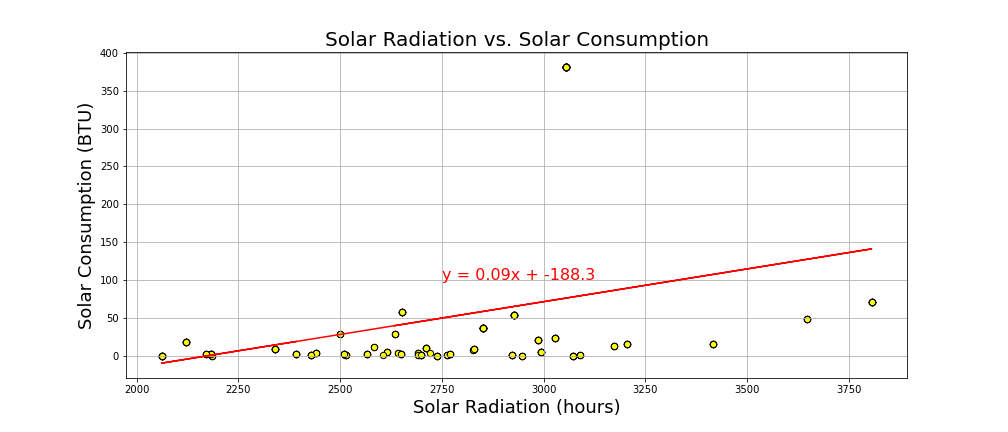 Solar Radiation vs. Solar Consumption
400
350
300
250
200
150
100
50
0
Solar Consumption (BTU)
y = 0.09x + -188.3
2000 2250 2500 2750 3000 3250 3500 3750
Solar Radiation (hours)